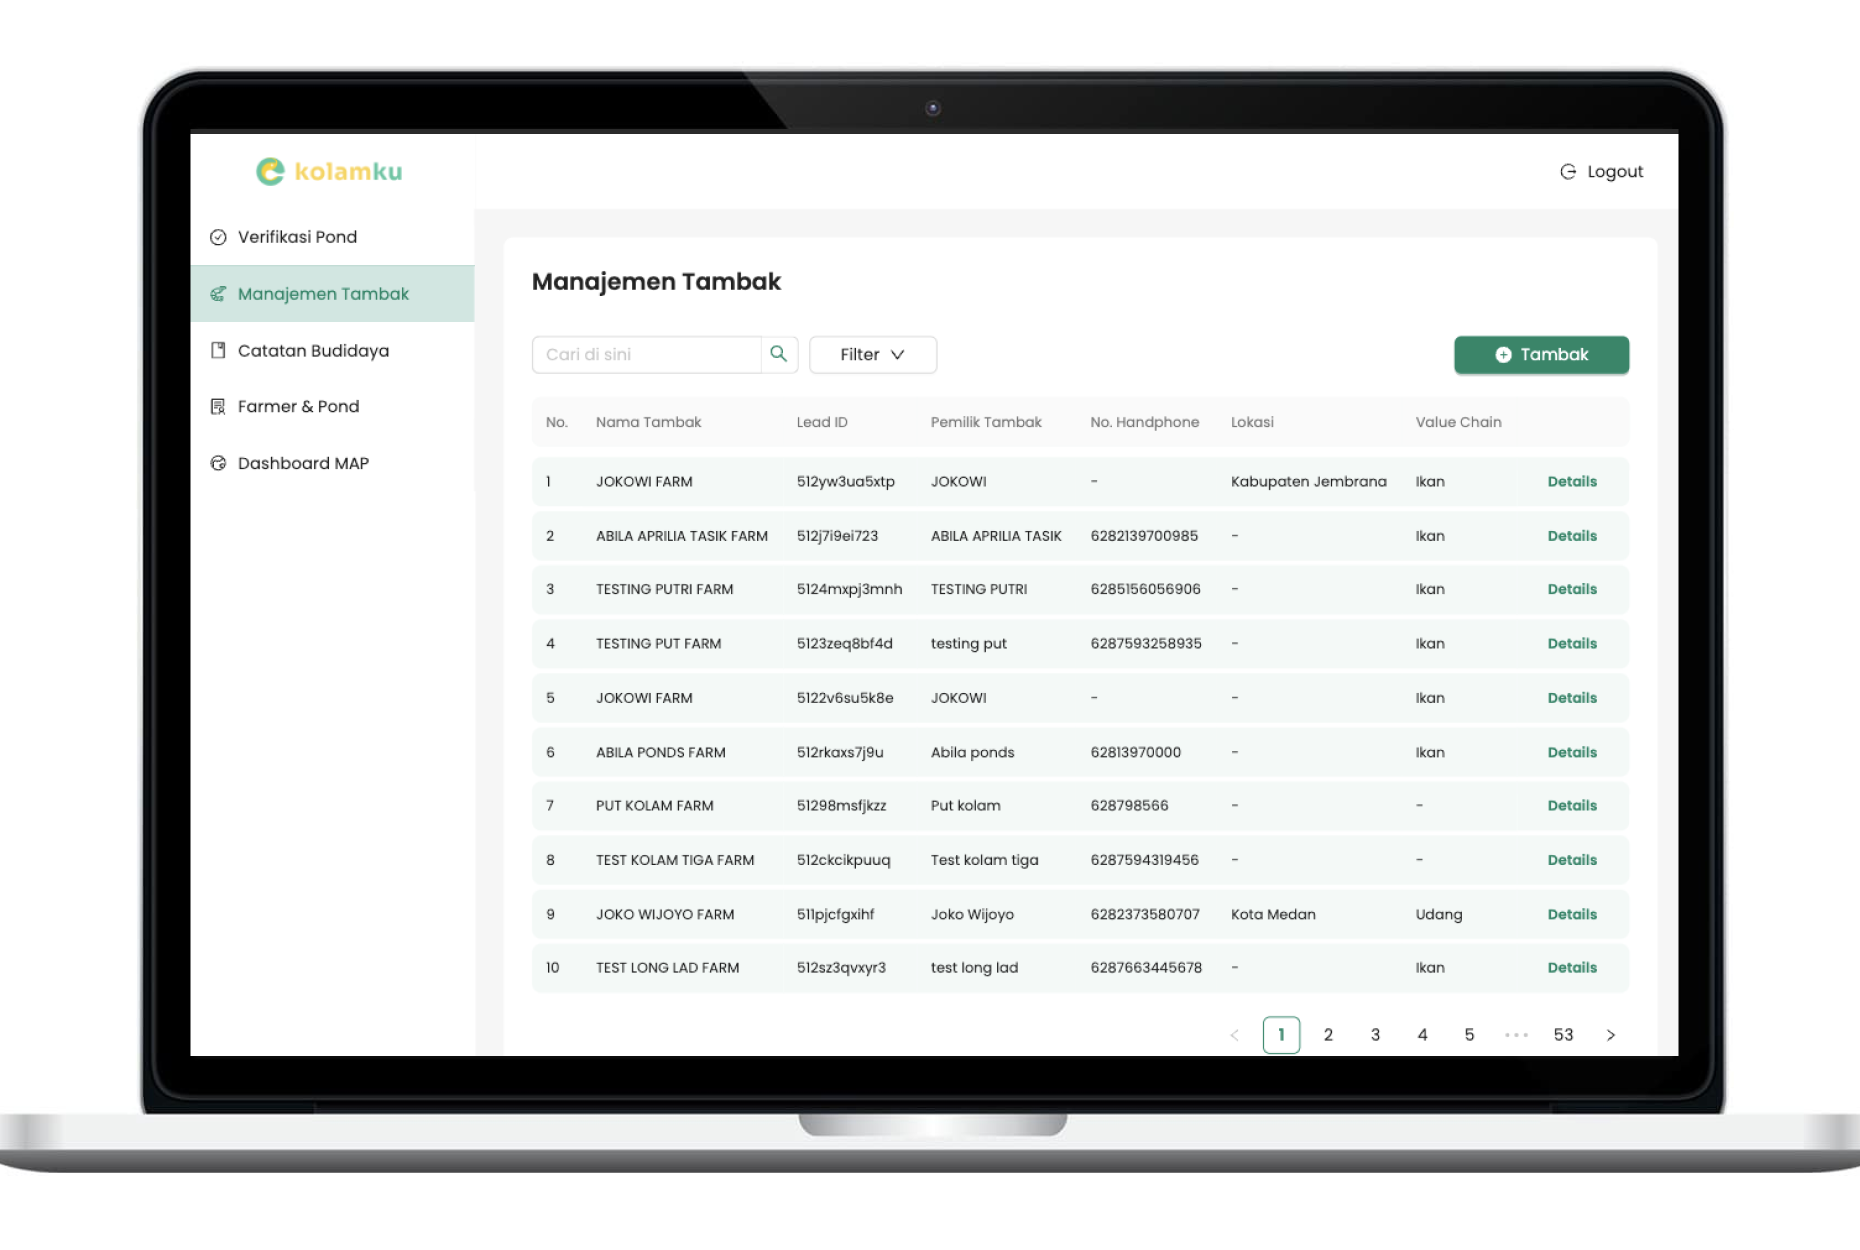 kolamku
Logout
Verifikasi Pond
Manajemen Tambak
Catatan Budidaya
Farmer & Pond
Dashboard MAP
Manajemen Tambak
Cari di sini
Filter
Tambak
No. Nama Tambak Lead ID Pemilik Tambak No. Handphone Lokasi Value Chain
1 JOKOWI FARM 512yw3ua5xtp JOKOWI - Kabupaten Jembrana Ikan Details
2 ABILA APRILIA TASIK FARM 512j7i9ei723 ABILA APRILIA TASIK 6282139700985 - Ikan Details
3 TESTING PUTRI FARM 5124mxpj3mnh TESTING PUTRI 6285156056906 - Ikan Details
4 TESTING PUT FARM 5123zeq8bf4d testing put 6287593258935 - Ikan Details
5 JOKOWI FARM 5122v6su5k8e JOKOWI - - Ikan Details
6 ABILA PONDS FARM 512rkaxs7j9u Abila ponds 62813970000 - Ikan Details
7 PUT KOLAM FARM 51298msfjkzz Put kolam 628798566 - - Details
8 TEST KOLAM TIGA FARM 512ckcikpuuq Test kolam tiga 6287594319456 - - Details
9 JOKO WIJOYO FARM 511pjcfgxihf Joko Wijoyo 6282373580707 Kota Medan Udang Details
10 TEST LONG LAD FARM 512sz3qvxyr3 test long lad 6287663445678 - Ikan Details
< 1 2 3 4 5 ••• 53 >